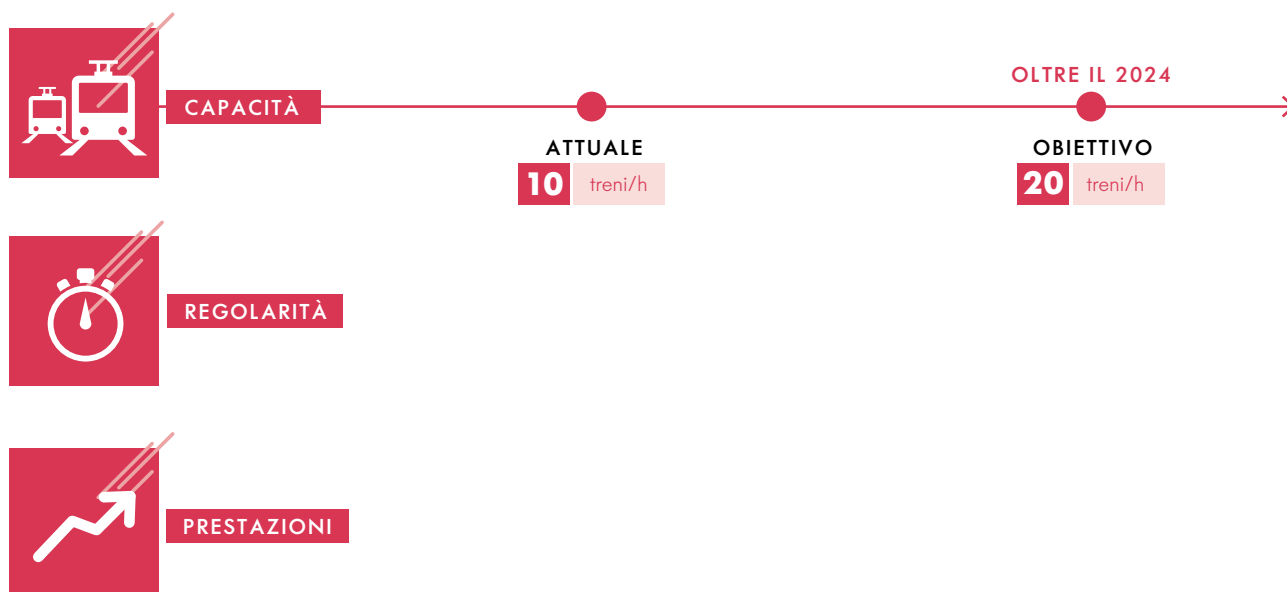 OLTRE IL 2024
CAPACITÀ
ATTUALE
OBIETTIVO
10 treni/h
20 treni/h
REGOLARITÀ
PRESTAZIONI